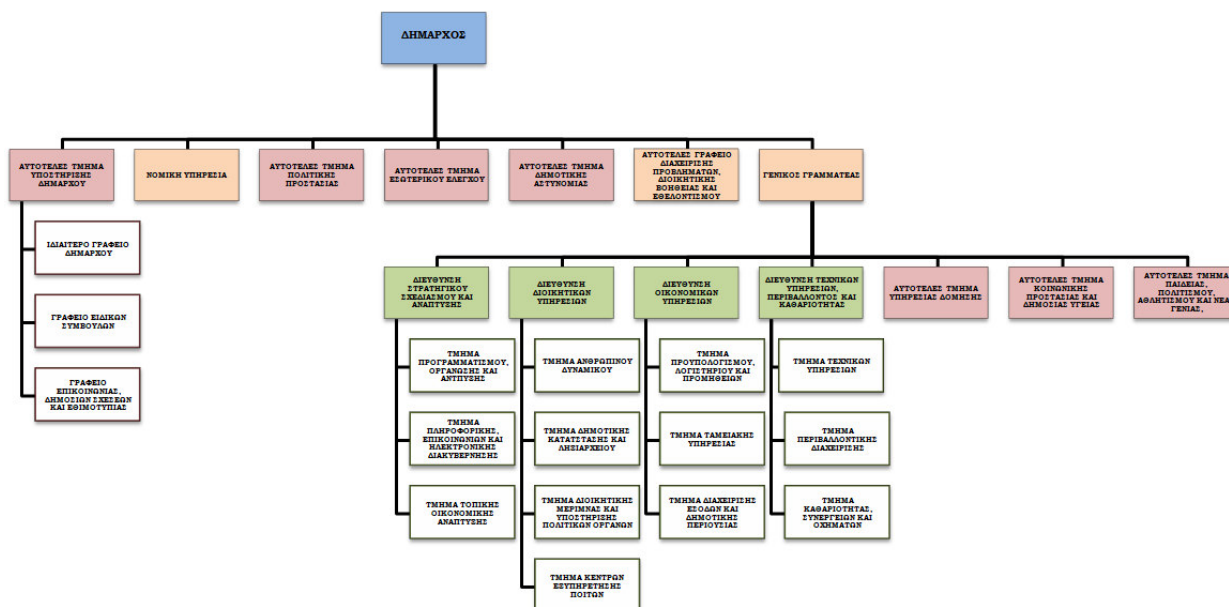 ΔΗΜΑΡΧΟΣ
ΑΥΤΟΤΕΛΕΣ ΤΜΗΜΑ
ΥΠΟΣΤΗΡΙΞΗΣ
ΔΗΜΑΡΧΟΥ
ΝΟΜΙΚΗ ΥΠΗΡΕΣΙΑ
ΑΥΤΟΤΕΛΕΣ ΤΜΗΜΑ
ΠΟΛΙΤΙΚΗΣ
ΠΡΟΣΤΑΣΙΑΣ
ΑΥΤΟΤΕΛΕΣ ΤΜΗΜΑ
ΕΣΩΤΕΡΙΚΟΥ ΕΛΕΓΧΟΥ
ΑΥΤΟΤΕΛΕΣ ΤΜΗΜΑ
ΔΗΜΟΤΙΚΗΣ
ΑΣΤΥΝΟΜΙΑΣ
ΑΥΤΟΤΕΛΕΣ ΓΡΑΦΕΙΟ
ΔΙΑΧΕΙΡΙΣΗΣ
ΠΡΟΒΛΗΜΑΤΩΝ,
ΔΙΟΙΚΗΤΙΚΗΣ
ΒΟΗΘΕΙΑΣ ΚΑΙ
ΕΘΕΛΟΝΤΙΣΜΟΥ
ΓΕΝΙΚΟΣ ΓΡΑΜΜΑΤΕΑΣ
ΙΔΙΑΙΤΕΡΟ ΓΡΑΦΕΙΟ
ΔΗΜΑΡΧΟΥ
ΓΡΑΦΕΙΟ ΕΙΔΙΚΩΝ
ΣΥΜΒΟΥΛΩΝ
ΓΡΑΦΕΙΟ
ΕΠΙΚΟΙΝΩΝΙΑΣ,
ΔΗΜΟΣΙΩΝ ΣΧΕΣΕΩΝ
ΚΑΙ ΕΘΙΜΟΤΥΠΙΑΣ
ΔΙΕΥΘΥΝΣΗ
ΣΤΡΑΤΗΓΙΚΟΥ
ΣΧΕΔΙΑΣΜΟΥ ΚΑΙ
ΑΝΑΠΤΥΞΗΣ
ΔΙΕΥΘΥΝΣΗ
ΔΙΟΙΚΗΤΙΚΩΝ
ΥΠΗΡΕΣΙΩΝ
ΔΙΕΥΘΥΝΣΗ
ΟΙΚΟΝΟΜΙΚΩΝ
ΥΠΗΡΕΣΙΩΝ
ΔΙΕΥΘΥΝΣΗ ΤΕΧΝΙΚΩΝ
ΥΠΗΡΕΣΙΩΝ,
ΠΕΡΙΒΑΛΛΟΝΤΟΣ ΚΑΙ
ΚΑΘΑΡΙΟΤΗΤΑΣ
ΑΥΤΟΤΕΛΕΣ ΤΜΗΜΑ
ΥΠΗΡΕΣΙΑΣ ΔΟΜΗΣΗΣ
ΑΥΤΟΤΕΛΕΣ ΤΜΗΜΑ
ΚΟΙΝΩΝΙΚΗΣ
ΠΡΟΣΤΑΣΙΑΣ ΚΑΙ
ΔΗΜΟΣΙΑΣ ΥΓΕΙΑΣ
ΑΥΤΟΤΕΛΕΣ ΤΜΗΜΑ
ΠΑΙΔΕΙΑΣ,
ΠΟΛΙΤΙΣΜΟΥ,
ΑΘΛΗΤΙΣΜΟΥ ΚΑΙ ΝΕΑΣ
ΓΕΝΙΑΣ,
ΤΜΗΜΑ
ΠΡΟΓΡΑΜΜΑΤΙΣΜΟΥ,
ΟΡΓΑΝΩΣΗΣ ΚΑΙ
ΑΝΤΠΥΞΗΣ
ΤΜΗΜΑ
ΠΛΗΡΟΦΟΡΙΚΗΣ,
ΕΠΙΚΟΙΝΩΝΙΩΝ ΚΑΙ
ΗΛΕΚΤΡΟΝΙΚΗΣ
ΔΙΑΚΥΒΕΡΝΗΣΗΣ
ΤΜΗΜΑ ΤΟΠΙΚΗΣ
ΟΙΚΟΝΟΜΙΚΗΣ
ΑΝΑΠΤΥΞΗΣ
ΤΜΗΜΑ ΑΝΘΡΩΠΙΝΟΥ
ΔΥΝΑΜΙΚΟΥ
ΤΜΗΜΑ ΔΗΜΟΤΙΚΗΣ
ΚΑΤΑΤΣΤΑΣΗΣ ΚΑΙ
ΛΗΞΙΑΡΧΕΙΟΥ
ΤΜΗΜΑ ΔΙΟΙΚΗΤΙΚΗΣ
ΜΕΡΙΜΝΑΣ ΚΑΙ
ΥΠΟΣΤΗΡΙΞΗΣ
ΠΟΛΙΤΙΚΩΝ ΟΡΓΑΝΩΝ
ΤΜΗΜΑ ΚΕΝΤΡΩΝ
ΕΞΥΠΗΡΕΤΗΣΗΣ
ΠΟΙΤΩΝ
ΤΜΗΜΑ
ΠΡΟΥΠΟΛΟΓΙΣΜΟΥ,
ΛΟΓΙΣΤΗΡΙΟΥ ΚΑΙ
ΠΡΟΜΗΘΕΙΩΝ
ΤΜΗΜΑ ΤΑΜΕΙΑΚΗΣ
ΥΠΗΡΕΣΙΑΣ
ΤΜΗΜΑ ΔΙΑΧΕΙΡΙΣΗΣ
ΕΣΟΔΩΝ ΚΑΙ
ΔΗΜΟΤΙΚΗΣ
ΠΕΡΙΟΥΣΙΑΣ
ΤΜΗΜΑ ΤΕΧΝΙΚΩΝ
ΥΠΗΡΕΣΙΩΝ
ΤΜΗΜΑ
ΠΕΡΙΒΑΛΛΟΝΤΙΚΗΣ
ΔΙΑΧΕΙΡΙΣΗΣ
ΤΜΗΜΑ
ΚΑΘΑΡΙΟΤΗΤΑΣ,
ΣΥΝΕΡΓΕΙΩΝ ΚΑΙ
ΟΧΗΜΑΤΩΝ